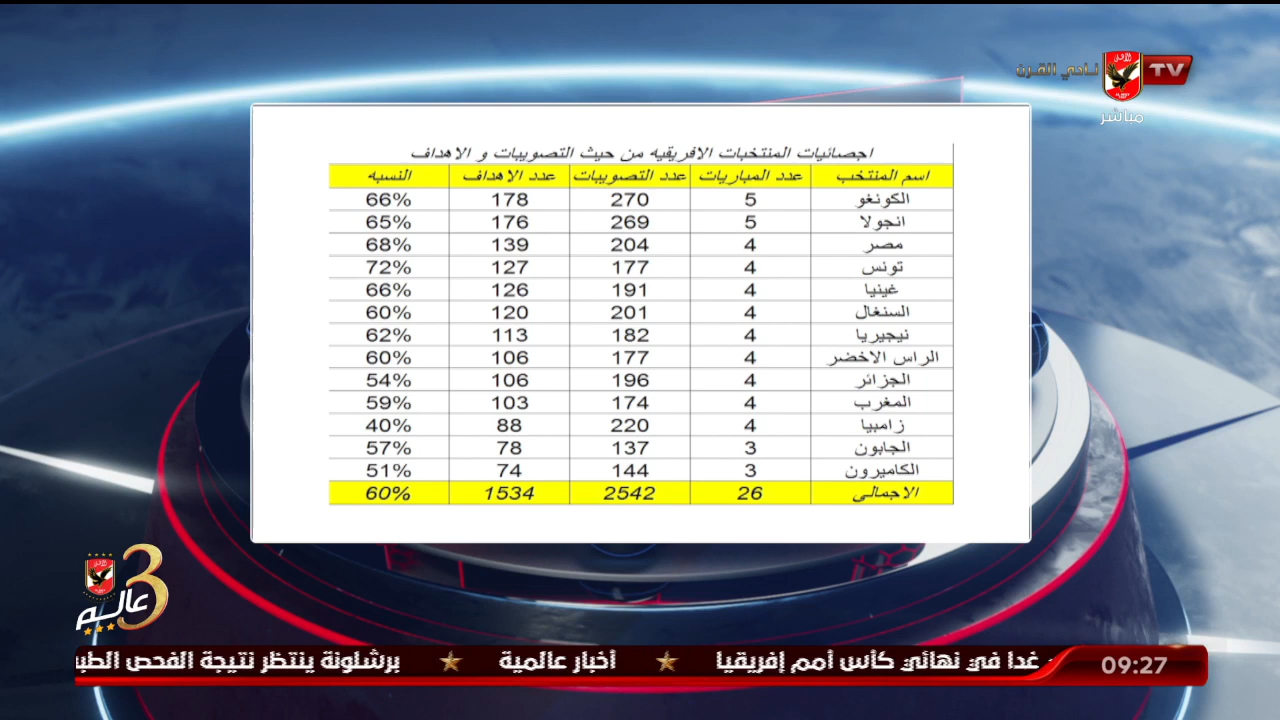 نادي القرن TV
مباشر
احصائيات المنتخبات الافريقيه من حيث التصويبات و الاهداف
اسم المنتخب عدد المباريات عدد التصويبات عدد الاهداف النسبه
الكونغو 5 270 178 66%
انجولا 5 269 176 65%
مصر 4 204 139 68%
تونس 4 177 127 72%
غينيا 4 191 126 66%
السنغال 4 201 120 60%
نيجيريا 4 182 113 62%
الراس الاخضر 4 177 106 60%
الجزائر 4 196 106 54%
المغرب 4 174 103 59%
زامبيا 4 220 88 40%
الجابون 3 137 78 57%
الكاميرون 3 144 74 51%
الاجمالى 26 2542 1534 60%
3 عالم
09:27 غدا في نهائي كأس أمم إفريقيا أخبار عالمية برشلونة ينتظر نتيجة الفحص